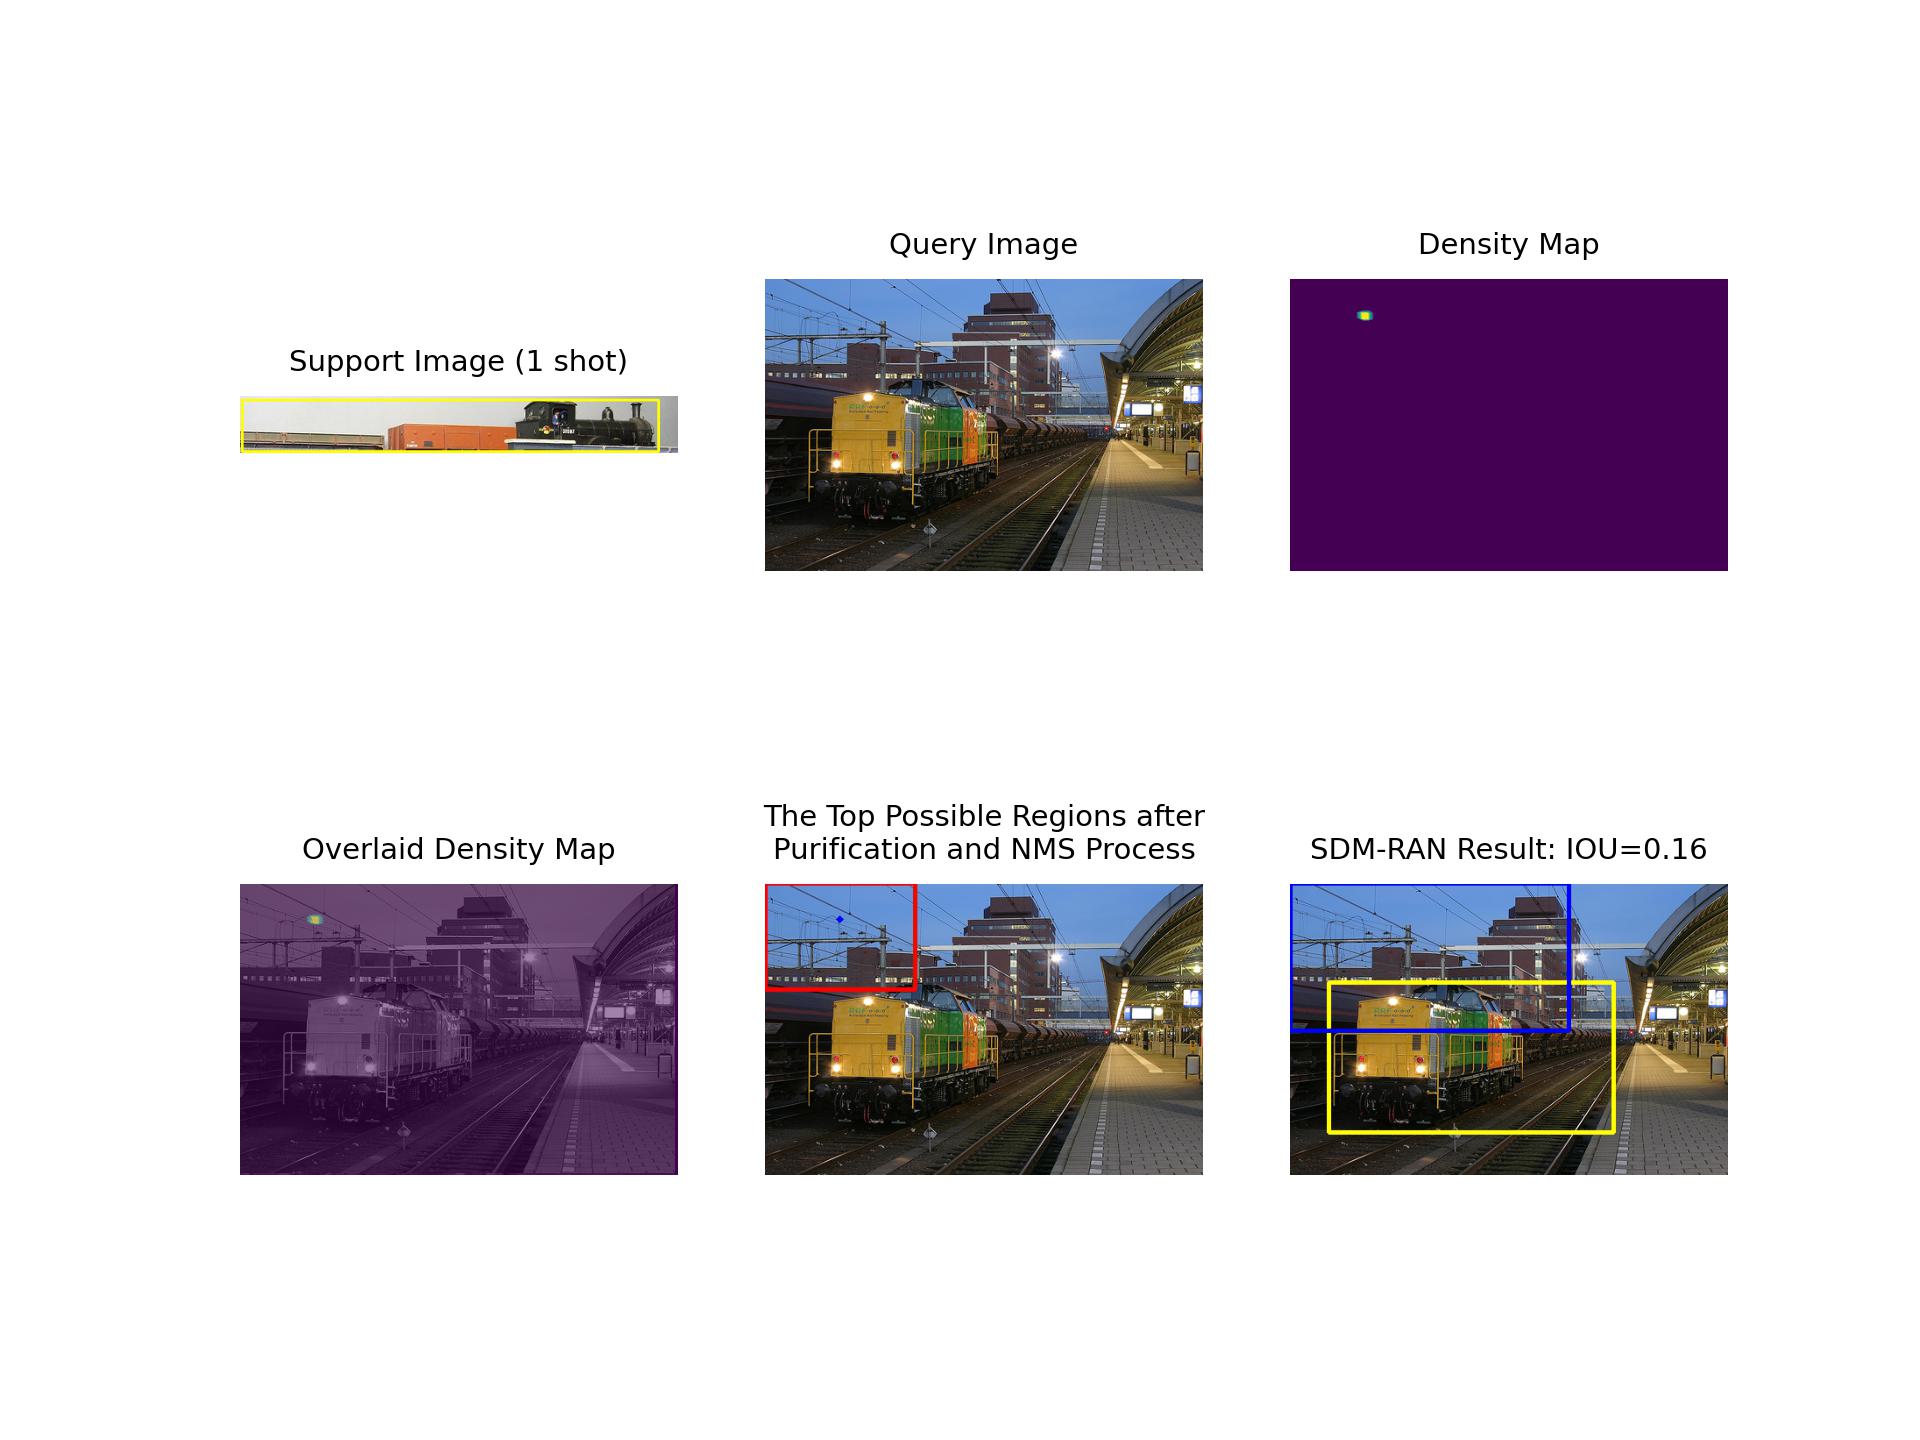 Query Image
Density Map
Support Image (1 shot)
The Top Possible Regions after
Purification and NMS Process
Overlaid Density Map
SDM-RAN Result: IOU=0.16